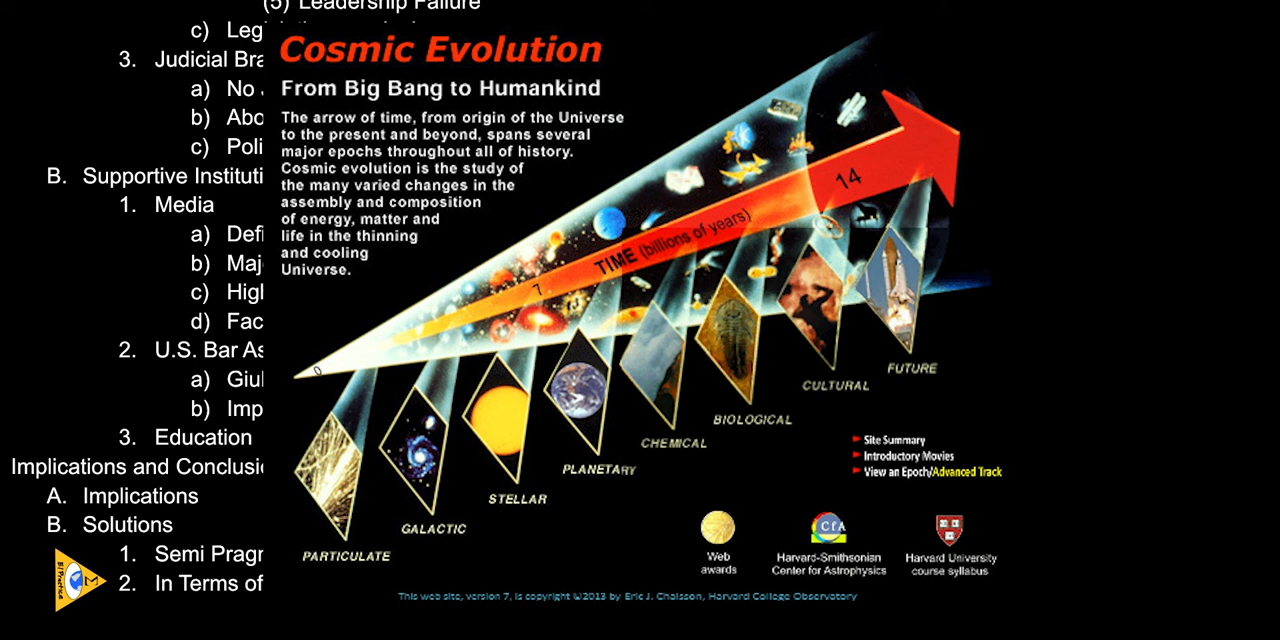 (5) Leadership Failure
c) Leg
3. Judicial Bra
a) No
b) Abo
c) Poli
B. Supportive Instituti
1. Media
a) Defi
b) Maj
c) High
d) Fac
2. U.S. Bar As
a) Giul
b) Imp
3. Education
Implications and Conclusi
A. Implications
B. Solutions
1. Semi Pragr
2. In Terms of
Cosmic Evolution
From Big Bang to Humankind
The arrow of time, from origin of the Universe
to the present and beyond, spans several
major epochs throughout all of history.
Cosmic evolution is the study of
the many varied changes in the
assembly and composition
of energy, matter and
life in the thinning
and cooling
Universe.
0
7
TIME (billions of years)
14
PARTICULATE
GALACTIC
STELLAR
PLANETARY
CHEMICAL
BIOLOGICAL
CULTURAL
FUTURE
Site Summary
Introductory Movies
View an Epoch/Advanced Track
Web
awards
CfA
Harvard-Smithsonian
Center for Astrophysics
Harvard University
course syllabus
This web site, version 7, is copyright ©2013 by Eric J. Chaisson, Harvard College Observatory